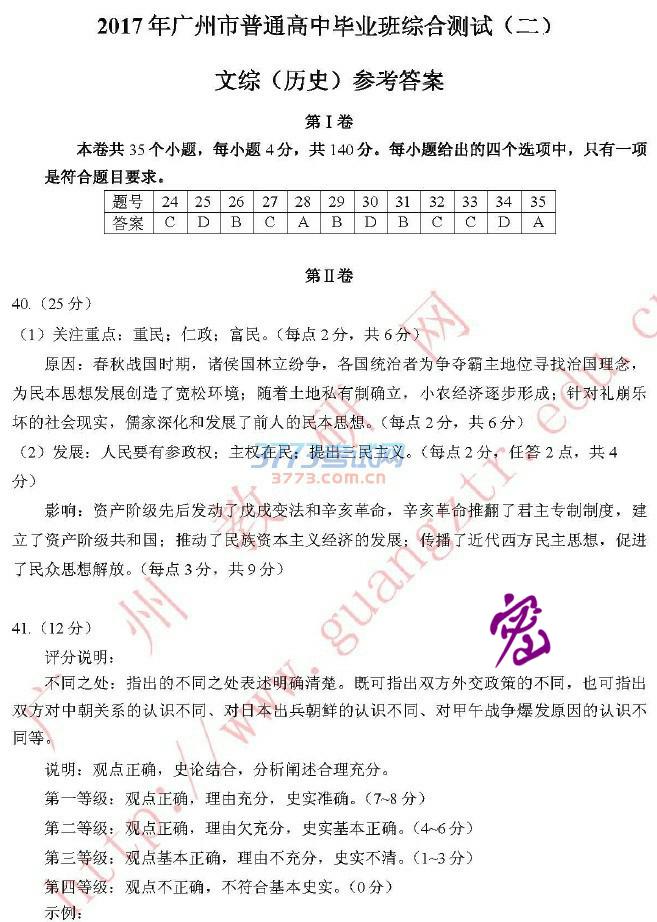 2017年广州市普通高中毕业班综合测试（二）
文综（历史）参考答案
第Ⅰ卷
本卷共35个小题，每小题4分，共140分。每小题给出的四个选项中，只有一项
是符合题目要求。
题号 24 25 26 27 28 29 30 31 32 33 34 35
答案 C D B C A B D B C C D A
第Ⅱ卷
40.（25分）
（1）关注重点：重民；仁政；富民。（每点2分，共6分）
原因：春秋战国时期，诸侯国林立纷争，各国统治者为争夺霸主地位寻找治国理念，
为民本思想发展创造了宽松环境；随着土地私有制确立，小农经济逐步形成；针对礼崩乐
坏的社会现实，儒家深化和发展了前人的民本思想。（每点2分，共6分）
（2）发展：人民要有参政权；主权在民；提出三民主义。（每点2分，任答2点，共4
分）
影响：资产阶级先后发动了戊戌变法和辛亥革命，辛亥革命推翻了君主专制制度，建
立了资产阶级共和国；推动了民族资本主义经济的发展；传播了近代西方民主思想，促进
了民众思想解放。（每点3分，共9分）
41.（12分）
评分说明：
不同之处：指出的不同之处表述明确清楚。既可指出双方外交政策的不同，也可指出
双方对中朝关系的认识不同、对日本出兵朝鲜的认识不同、对甲午战争爆发原因的认识不
同等。
说明：观点正确，史论结合，分析阐述合理充分。
第一等级：观点正确，理由充分，史实准确。（7~8分）
第二等级：观点正确，理由欠充分，史实基本正确。（4~6分）
第三等级：观点基本正确，理由不充分，史实不清。（1~3分）
第四等级：观点不正确，不符合基本史实。（0分）
示例：
3773考试网
3773.com.cn
广州教研网
http://www.guangztr.edu.cn
密